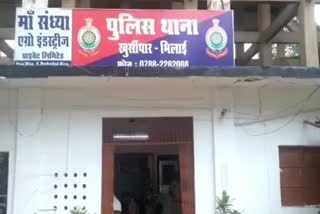 माँ संध्या
एग्रो इंडस्ट्रीज
प्राइवेट लिमिटेड
पुलिस थाना
खुर्सीपार - भिलाई
फोन : 0788-2282008